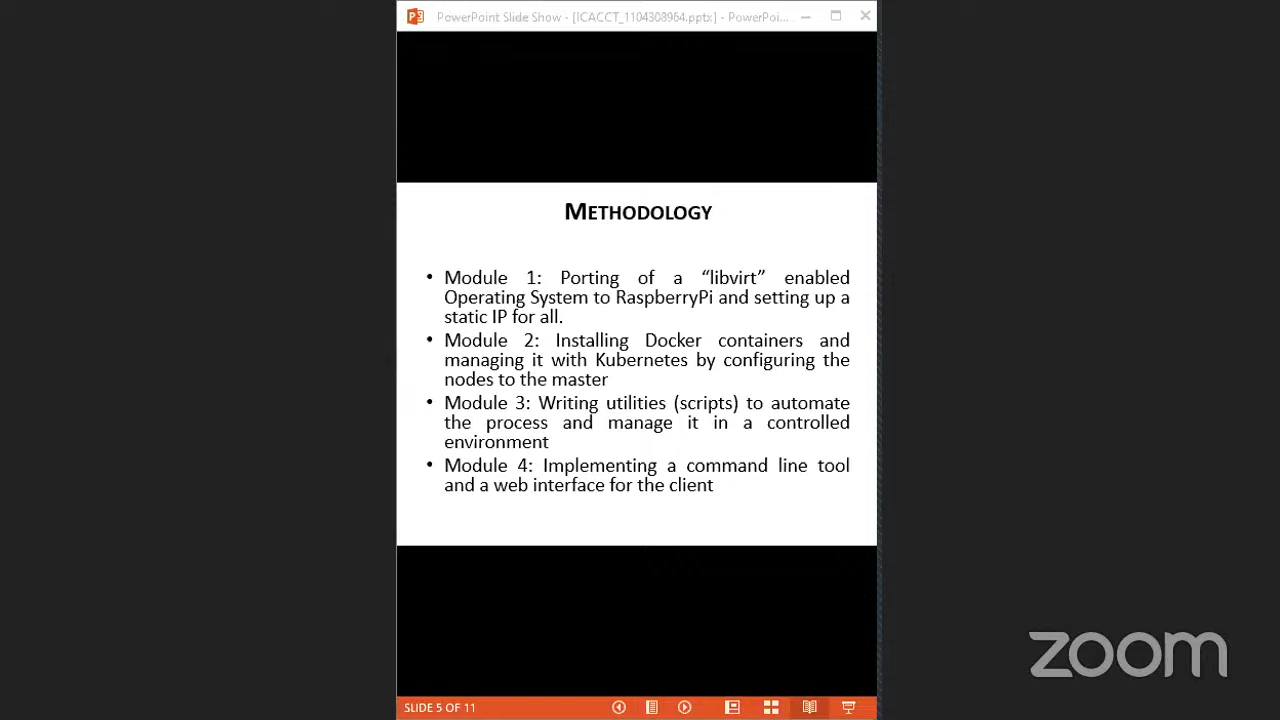 PowerPoint Slide Show - [ICACCT_1104308964.pptx] - PowerPoi...
METHODOLOGY
• Module 1: Porting of a “libvirt” enabled
Operating System to RaspberryPi and setting up a
static IP for all.
• Module 2: Installing Docker containers and
managing it with Kubernetes by configuring the
nodes to the master
• Module 3: Writing utilities (scripts) to automate
the process and manage it in a controlled
environment
• Module 4: Implementing a command line tool
and a web interface for the client
zoom
SLIDE 5 OF 11